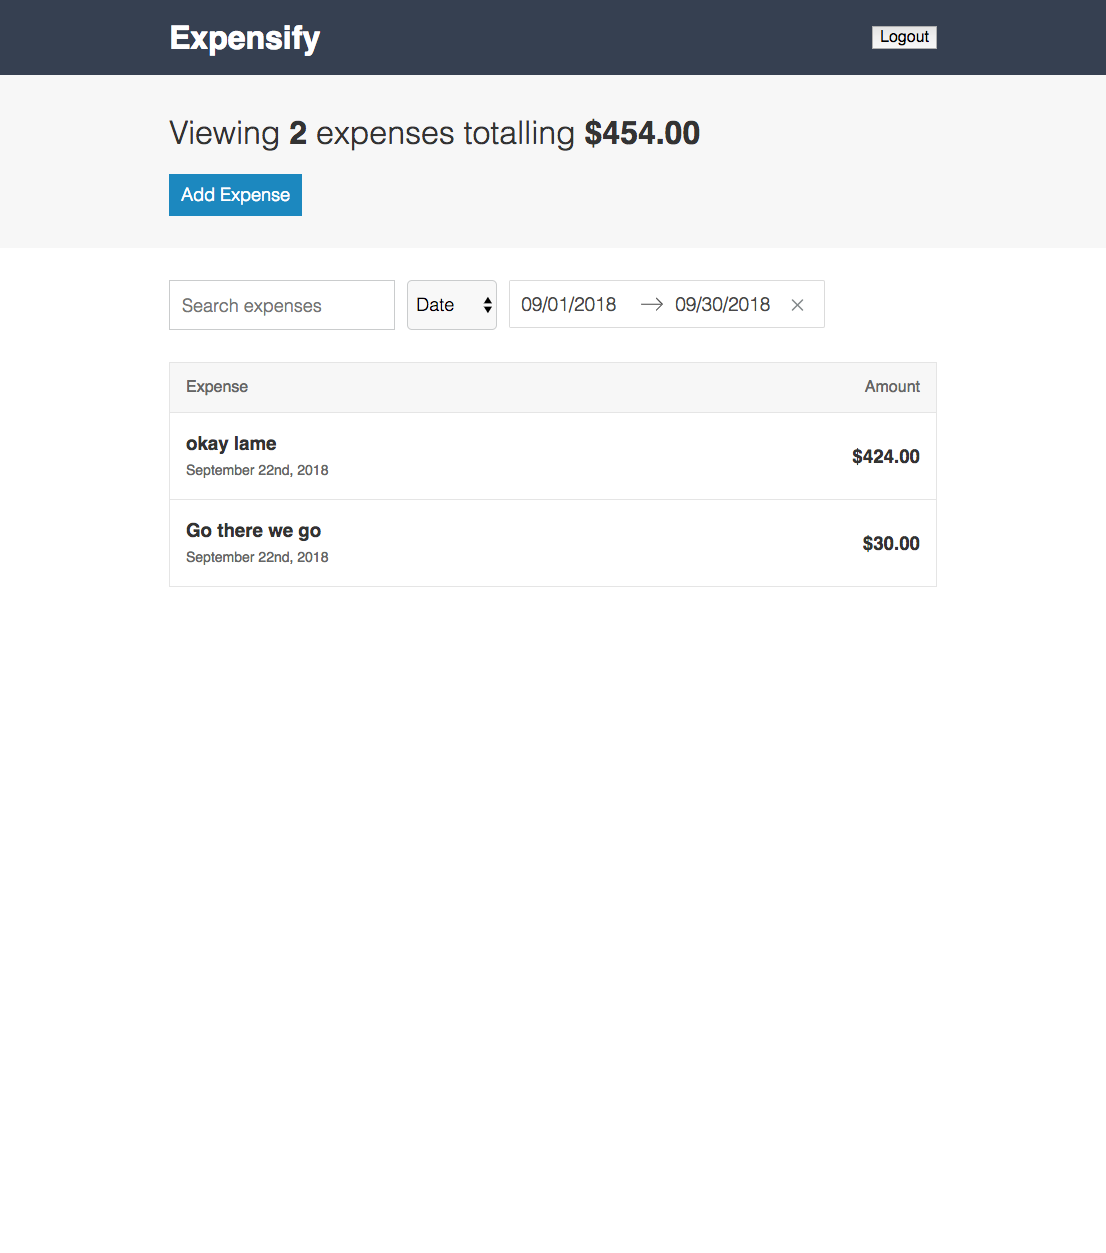 Expensify
Logout
Viewing 2 expenses totalling $454.00
Add Expense
Search expenses
Date
09/01/2018 → 09/30/2018 ×
Expense Amount
okay lame
September 22nd, 2018
$424.00
Go there we go
September 22nd, 2018
$30.00